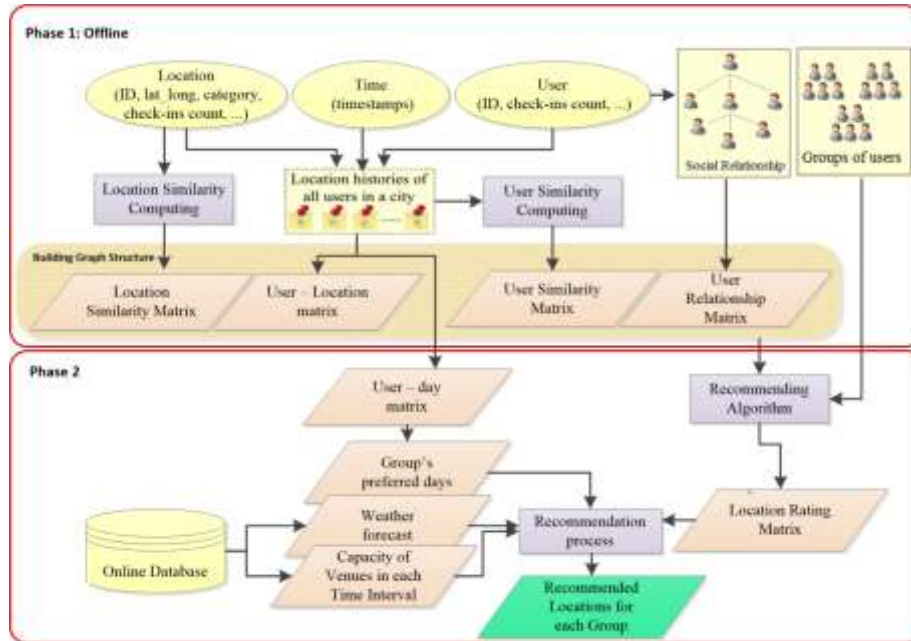 Phase 1: Offline
Location
(ID, lat_long, category,
check-ins count, ...)
Time
(timestamps)
User
(ID, check-ins count, ...)
Social Relationship
Groups of users
Location Similarity
Computing
Location histories of
all users in a city
User Similarity
Computing
Building Graph Structure
Location
Similarity Matrix
User – Location
matrix
User Similarity
Matrix
User
Relationship
Matrix
Phase 2
User – day
matrix
Recommending
Algorithm
Group's
preferred days
Weather
forecast
Capacity of
Venues in each
Time Interval
Online Database
Recommendation
process
Location Rating
Matrix
Recommended
Locations for
each Group